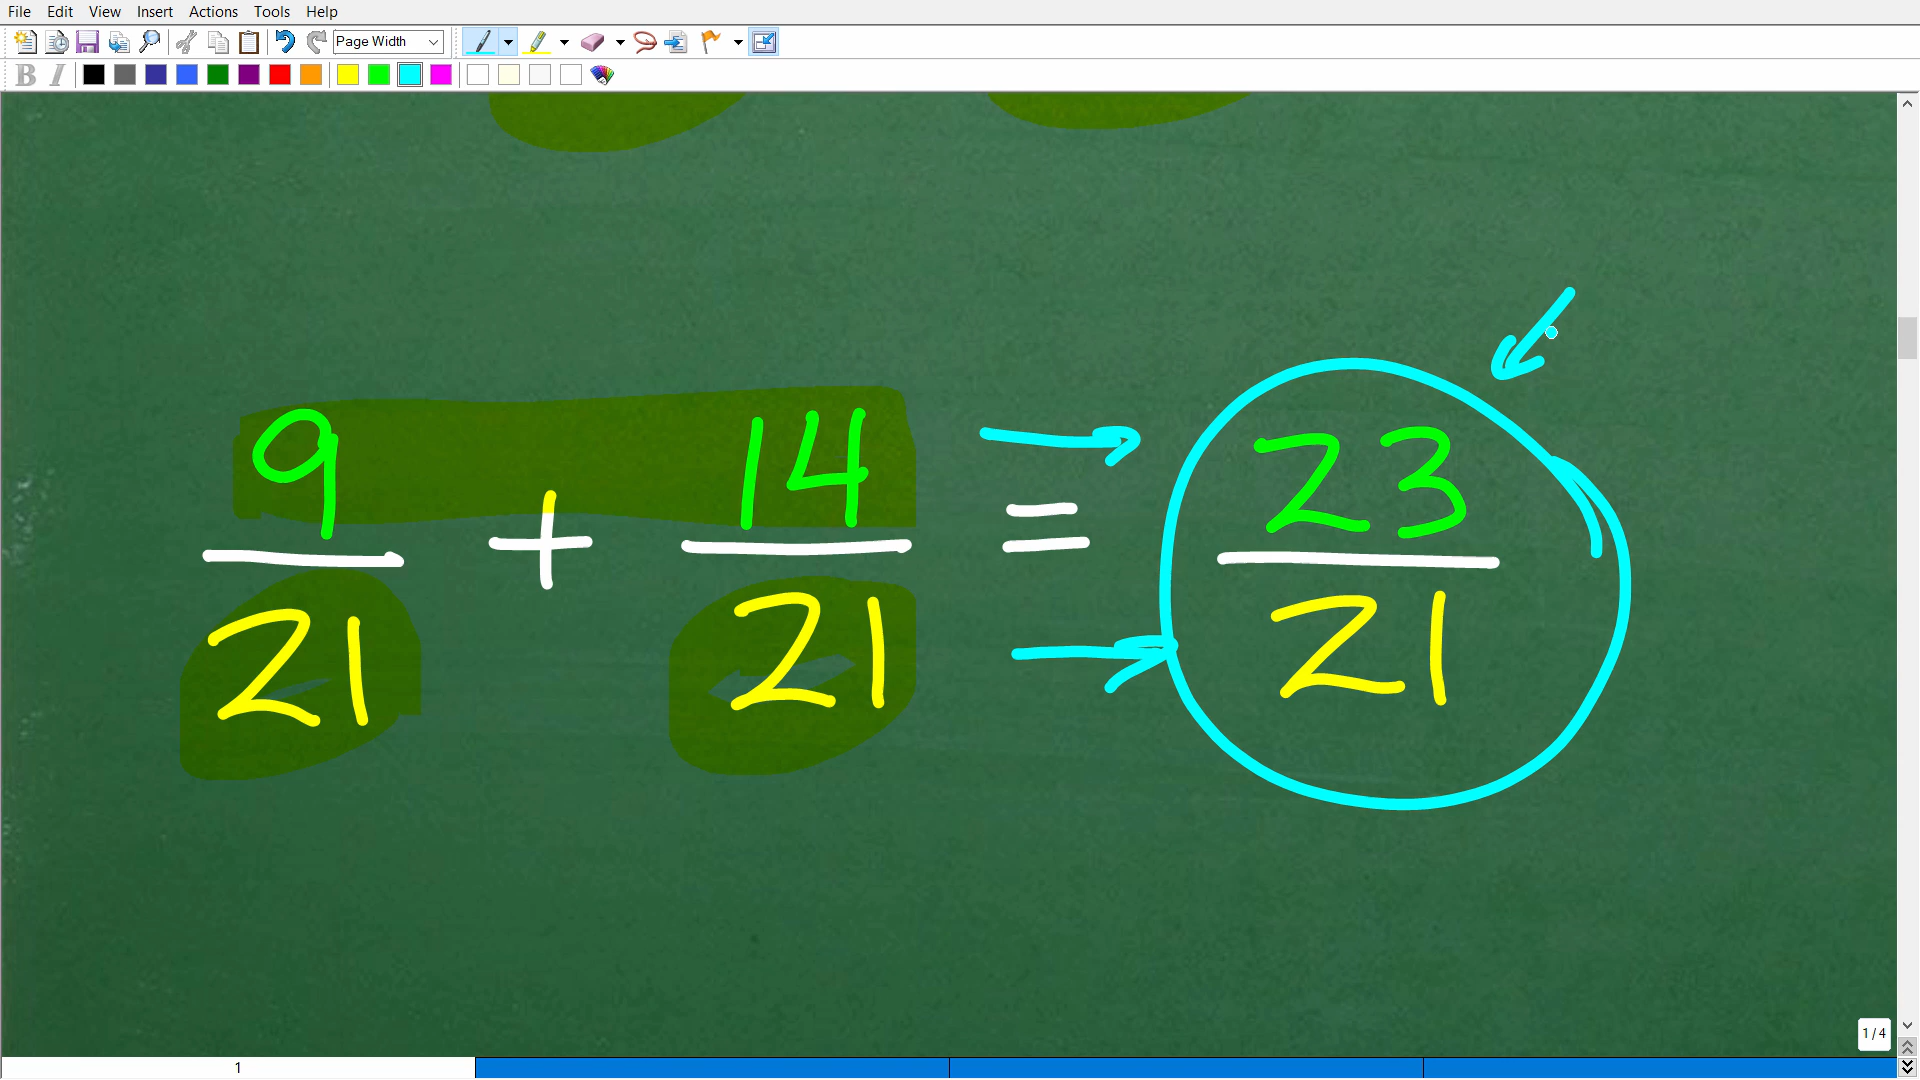 File Edit View Insert Actions Tools Help
Page Width
B I
9 + 14 = 23
21 21 21
1 / 4
1